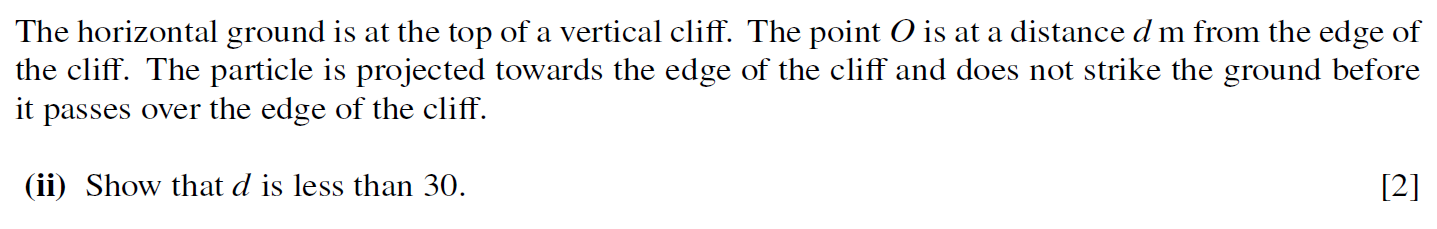 The horizontal ground is at the top of a vertical cliff. The point O is at a distance d m from the edge of
the cliff. The particle is projected towards the edge of the cliff and does not strike the ground before
it passes over the edge of the cliff.
(ii) Show that d is less than 30. [2]